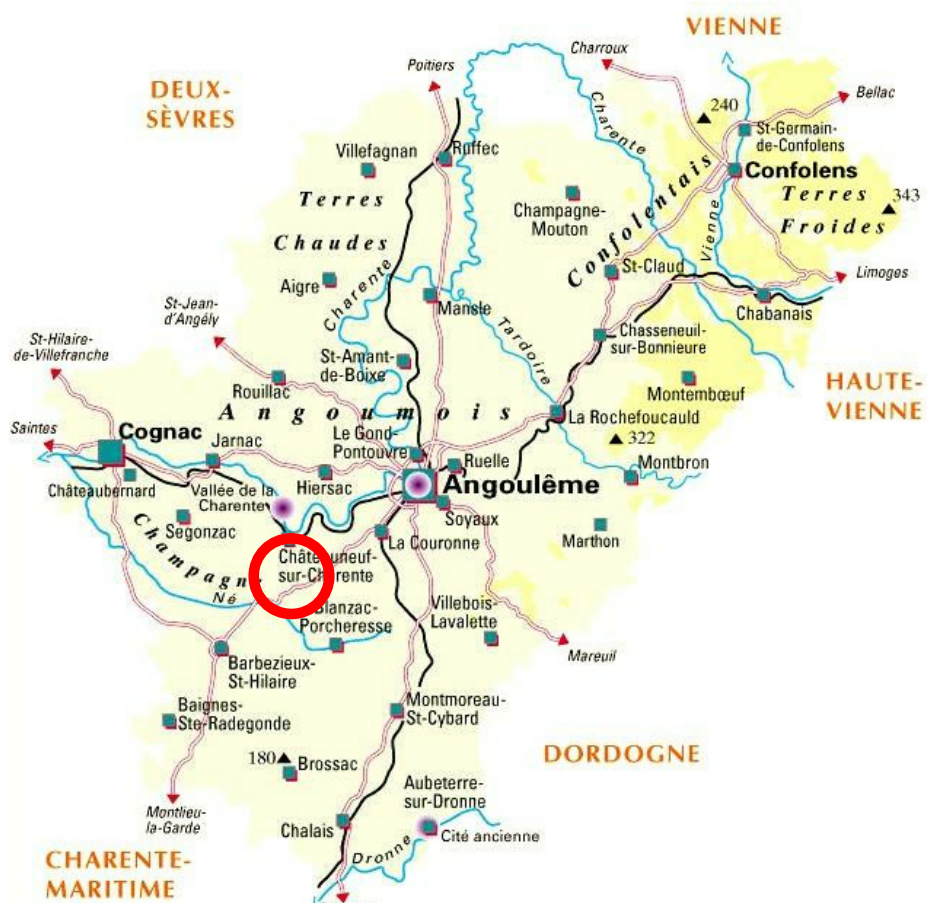 VIENNE
Charroux
Poitiers
DEUX-
SÈVRES
Bellac
240
Charente
St-Germain-
de-Confolens
Villefagnan
Ruffec
Confolens
Terres
Chaudes
Champagne-
Mouton
Confolentais
Terres
Froides
343
Vienne
Aigre
Charente
Mansle
St-Claud
Limoges
St-Jean-
d'Angély
Chabanais
St-Hilaire-
de-Villefranche
Tardoire
Chasseneuil-
sur-Bonnieure
St-Amant-
de-Boixe
Rouillac
Montembœuf
HAUTE-
VIENNE
Angoumois
La Rochefoucauld
Saintes
Cognac
Jarnac
Le Gond-
Pontouvre
322
Ruelle
Montbron
Châteaubernard
Vallée de la
Charente
Hiersac
Angoulême
Segonzac
Soyaux
La Couronne
Marthon
Champagne
Châteauneuf-
sur-Charente
Né
Blanzac-
Porcheresse
Villebois-
Lavalette
Mareuil
Barbezieux-
St-Hilaire
Baignes-
Ste-Radegonde
Montmoreau-
St-Cybard
DORDOGNE
180
Brossac
Aubeterre-
sur-Dronne
Montlieu-
la-Garde
Chalais
Cité ancienne
Dronne
CHARENTE-
MARITIME